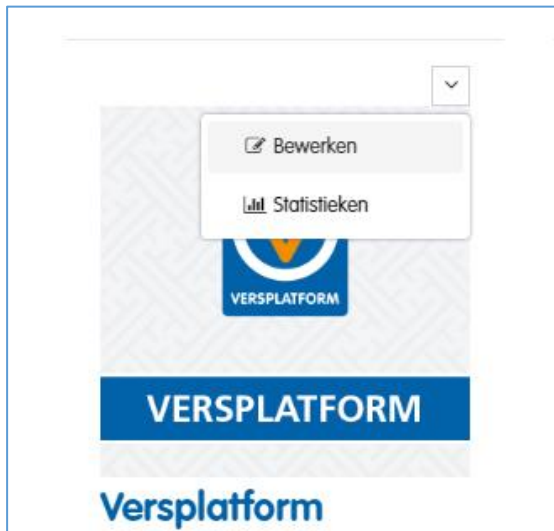 Bewerken
Statistieken
VERSPLATFORM
VERSPLATFORM
Versplatform